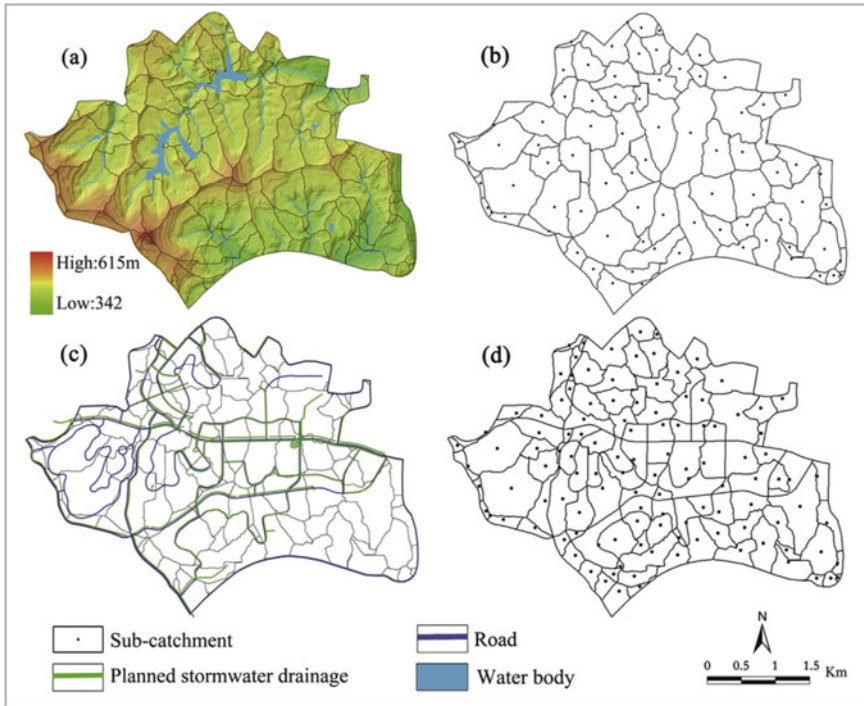 (a)
(b)
High:615m
Low:342
(c)
(d)
Sub-catchment
Road
Planned stormwater drainage
Water body
N
0 0.5 1.0 1.5 Km